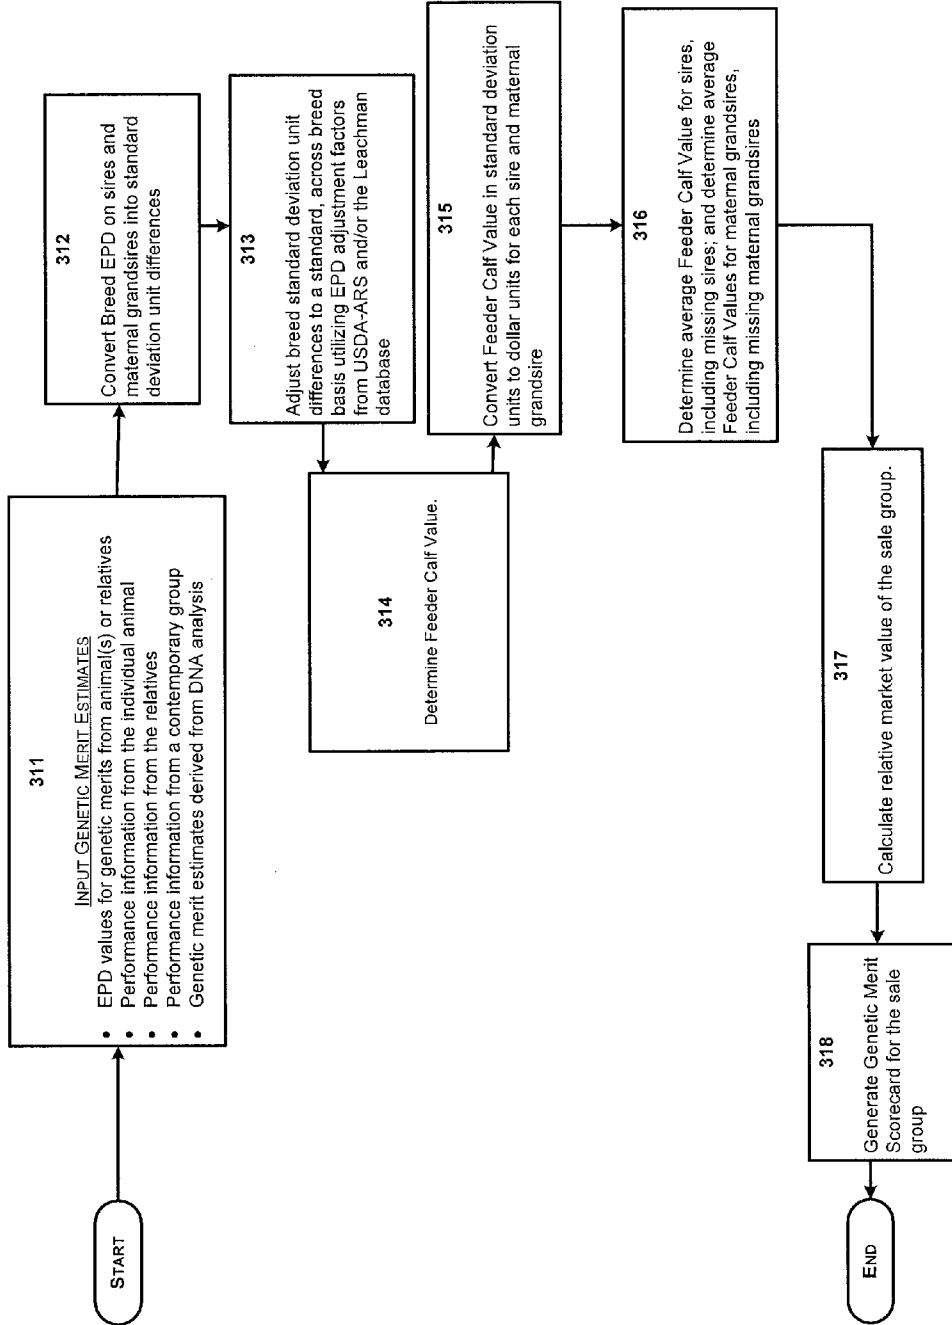 START
311
INPUT GENETIC MERIT ESTIMATES
• EPD values for genetic merits from animal(s) or relatives
• Performance information from the individual animal
• Performance information from the relatives
• Performance information from a contemporary group
• Genetic merit estimates derived from DNA analysis
312
Convert Breed EPD on sires and
maternal grandsires into standard
deviation unit differences
313
Adjust breed standard deviation unit
differences to a standard, across breed
basis utilizing EPD adjustment factors
from USDA-ARS and/or the Leachman
database
314
Determine Feeder Calf Value.
315
Convert Feeder Calf Value in standard deviation
units to dollar units for each sire and maternal
grandsire
316
Determine average Feeder Calf Value for sires,
including missing sires; and determine average
Feeder Calf Values for maternal grandsires,
including missing maternal grandsires
317
Calculate relative market value of the sale group.
318
Generate Genetic Merit
Scorecard for the sale
group
END